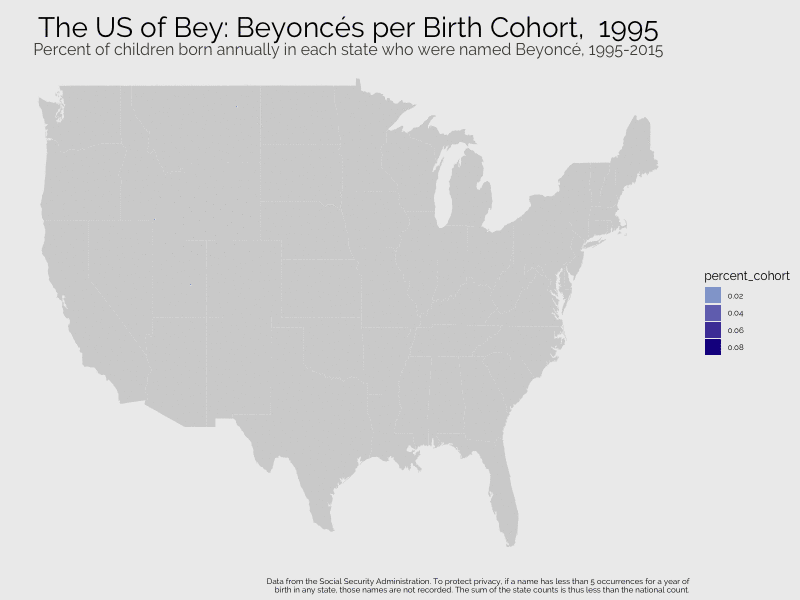 The US of Bey: Beyoncés per Birth Cohort,  1995
Percent of children born annually in each state who were named Beyoncé, 1995-2015
percent_cohort
0.02
0.04
0.06
0.08
Data from the Social Security Administration. To protect privacy, if a name has less than 5 occurrences for a year of
birth in any state, those names are not recorded. The sum of the state counts is thus less than the national count.